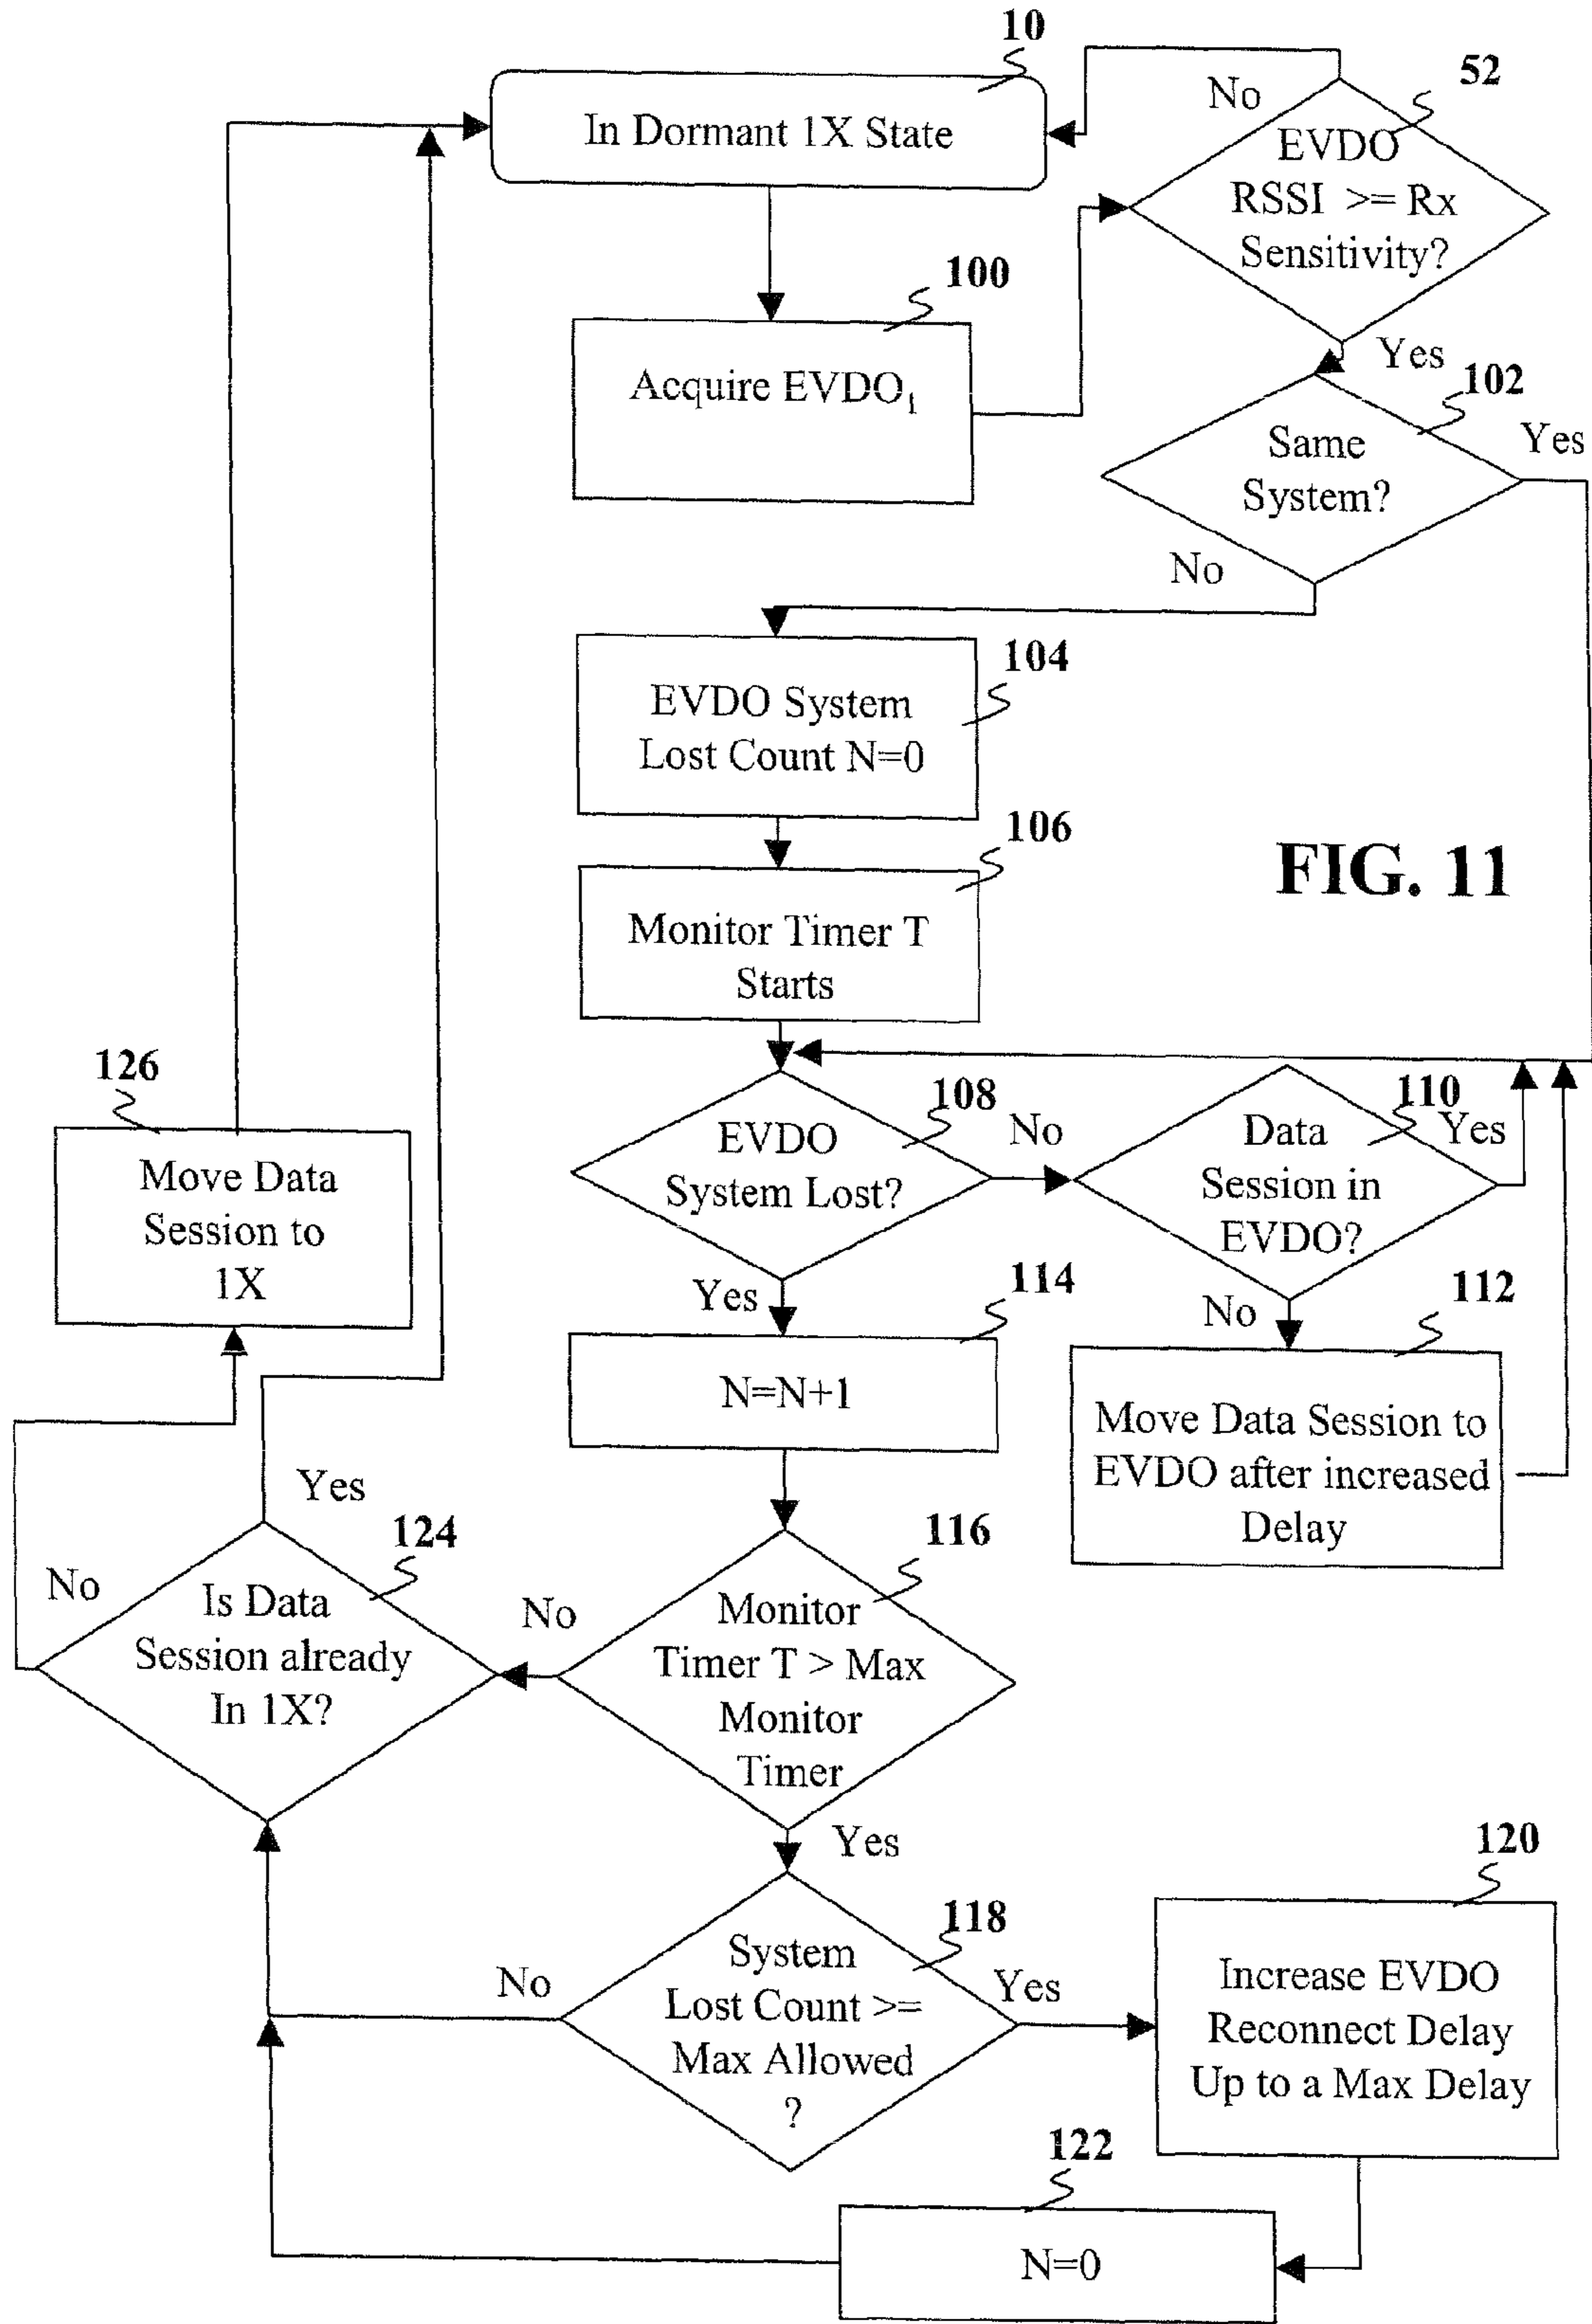 10
In Dormant 1X State
No
52
EVDO
RSSI >= Rx
Sensitivity?
100
Acquire EVDO1
Yes
102
Same
System?
Yes
No
104
EVDO System
Lost Count N=0
106
Monitor Timer T
Starts
FIG. 11
126
Move Data
Session to
1X
108
EVDO
System Lost?
No
110
Data
Session in
EVDO?
Yes
Yes
114
N=N+1
No
112
Move Data Session to
EVDO after increased
Delay
Yes
124
No
Is Data
Session already
In 1X?
No
116
Monitor
Timer T > Max
Monitor
Timer
Yes
118
System
Lost Count >=
Max Allowed
?
No
Yes
120
Increase EVDO
Reconnect Delay
Up to a Max Delay
122
N=0